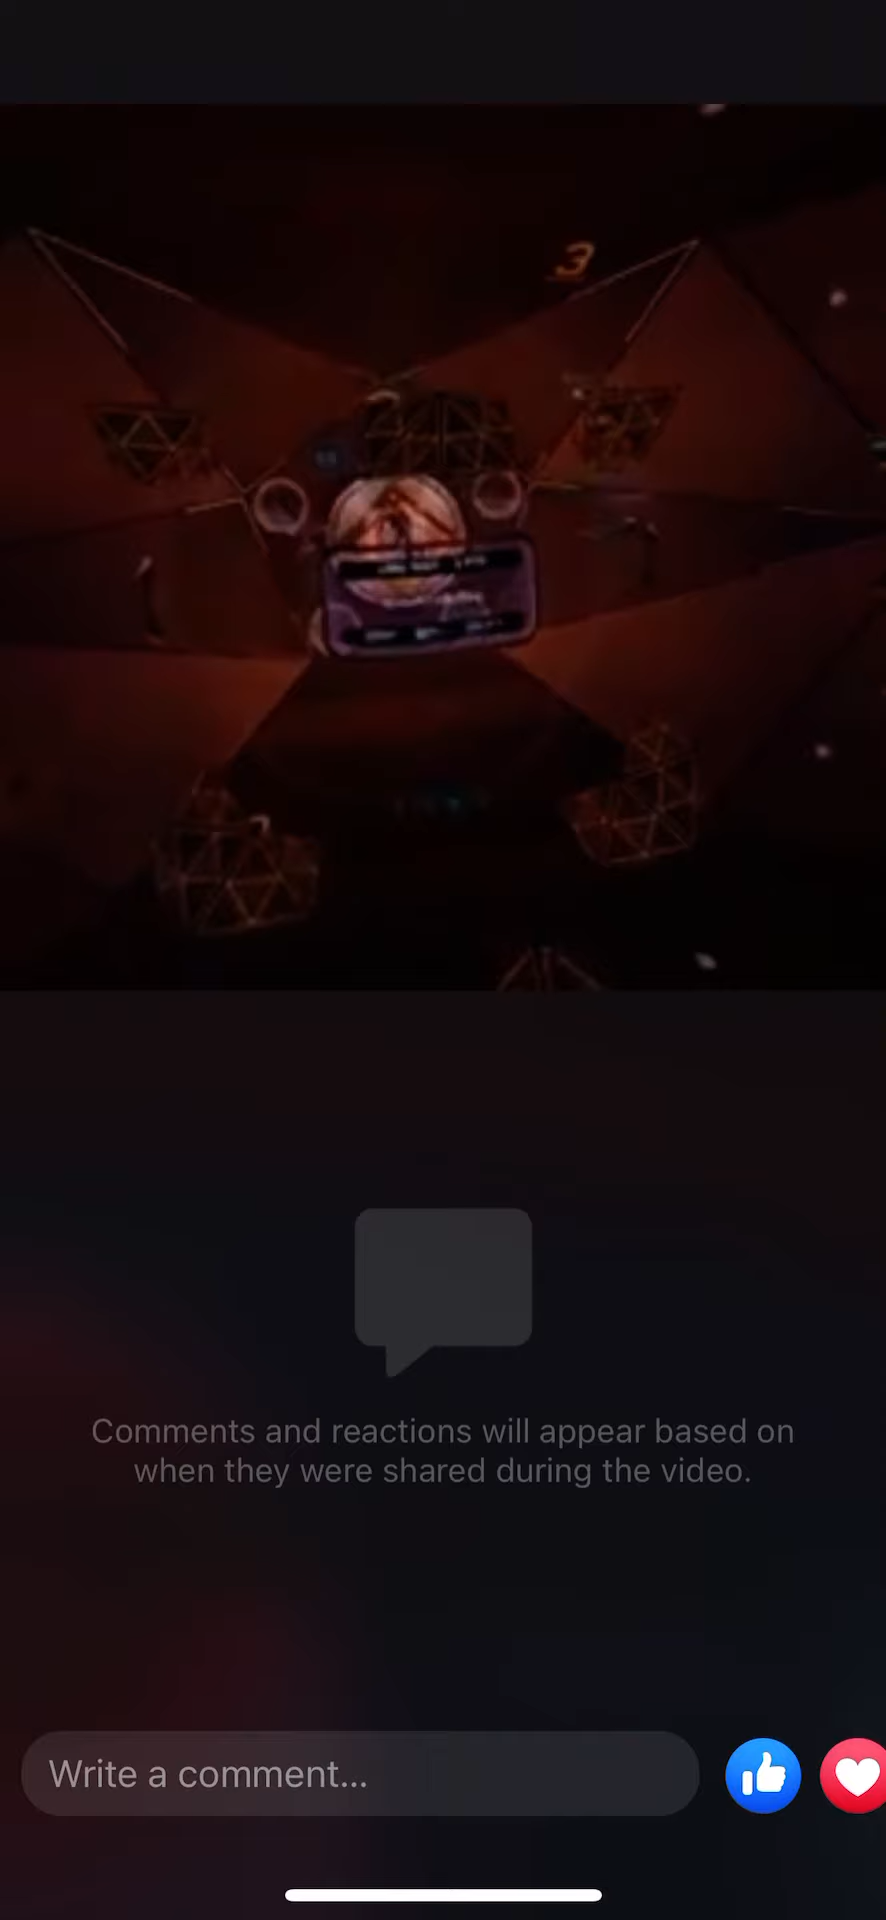 3
Comments and reactions will appear based on
when they were shared during the video.
Write a comment...